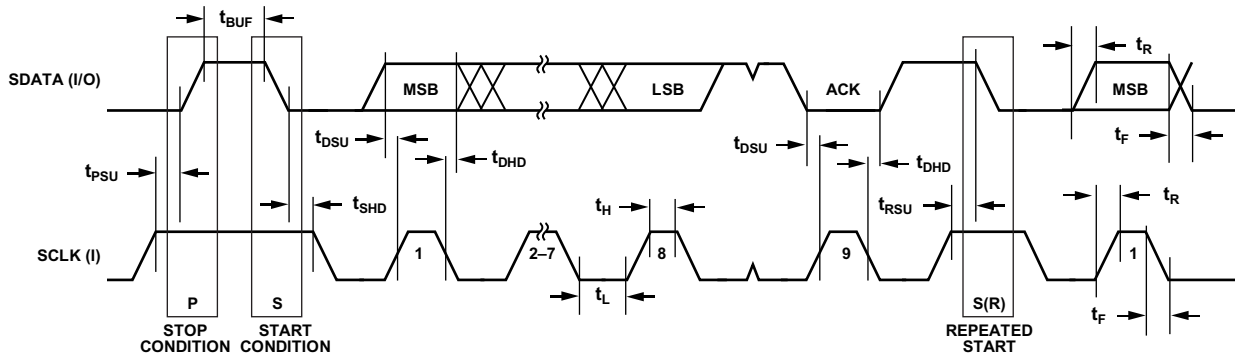 tBUF
SDATA (I/O)
MSB
LSB
ACK
MSB
tR
tF
tDSU
tDHD
tDSU
tDHD
tPSU
tSHD
tH
tRSU
tR
SCLK (I)
1
2–7
8
9
1
tL
tF
P
S
S(R)
STOP
CONDITION
START
CONDITION
REPEATED
START